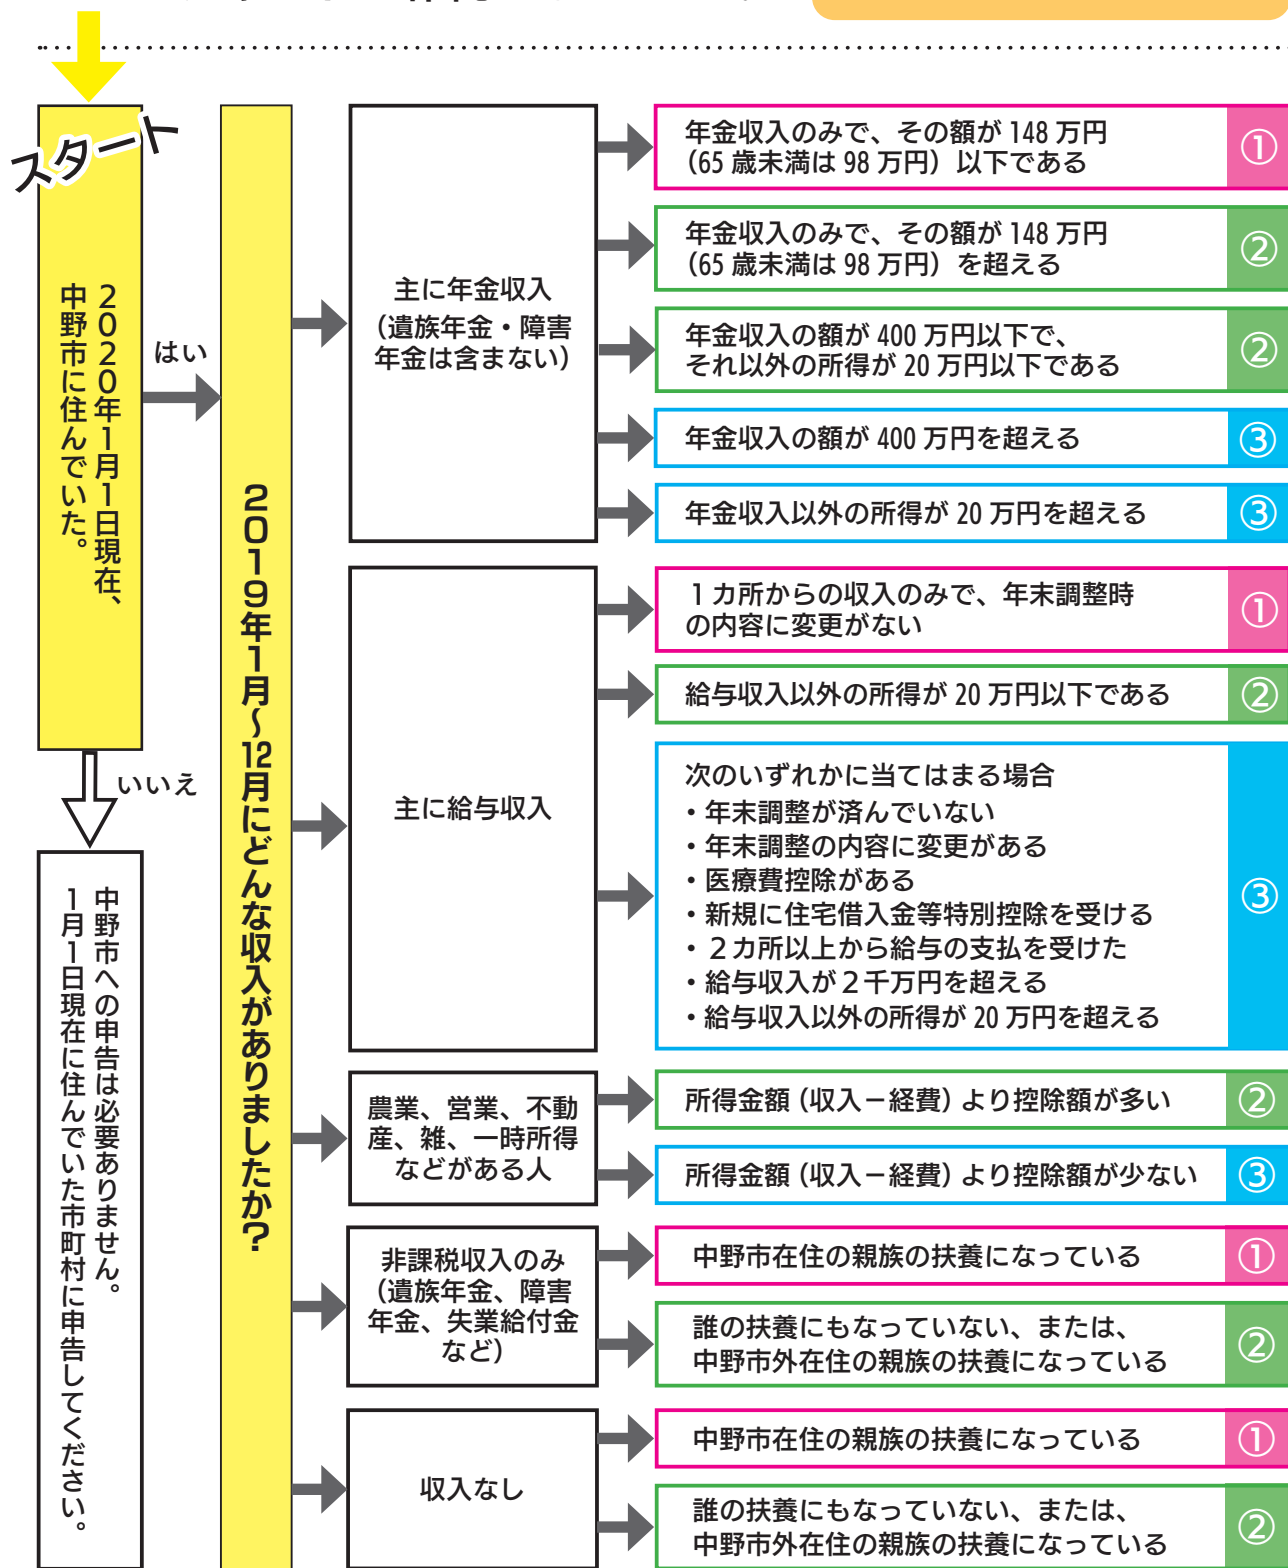 スタート
2020年1月1日現在、
中野市に住んでいた。
はい
いいえ
中野市への申告は必要ありません。
1月1日現在に住んでいた市町村に申告してください。
2019年1月～12月にどんな収入がありましたか？
主に年金収入
（遺族年金・障害
年金は含まない）
年金収入のみで、その額が 148 万円
（65 歳未満は 98 万円）以下である
①
年金収入のみで、その額が 148 万円
（65 歳未満は 98 万円）を超える
②
年金収入の額が 400 万円以下で、
それ以外の所得が 20 万円以下である
②
年金収入の額が 400 万円を超える
③
年金収入以外の所得が 20 万円を超える
③
主に給与収入
１カ所からの収入のみで、年末調整時
の内容に変更がない
①
給与収入以外の所得が 20 万円以下である
②
次のいずれかに当てはまる場合
・年末調整が済んでいない
・年末調整の内容に変更がある
・医療費控除がある
・新規に住宅借入金等特別控除を受ける
・２カ所以上から給与の支払を受けた
・給与収入が２千万円を超える
・給与収入以外の所得が 20 万円を超える
③
農業、営業、不動
産、雑、一時所得
などがある人
所得金額（収入－経費）より控除額が多い
②
所得金額（収入－経費）より控除額が少ない
③
非課税収入のみ
（遺族年金、障害
年金、失業給付金
など）
中野市在住の親族の扶養になっている
①
誰の扶養にもなっていない、または、
中野市外在住の親族の扶養になっている
②
収入なし
中野市在住の親族の扶養になっている
①
誰の扶養にもなっていない、または、
中野市外在住の親族の扶養になっている
②